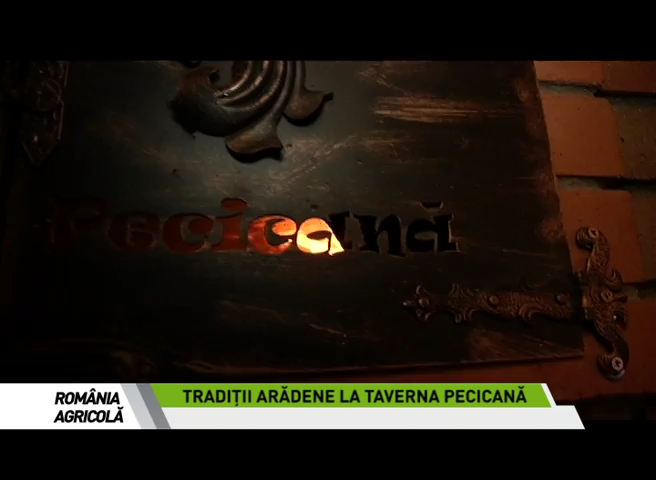 Pecicană
ROMÂNIA
AGRICOLĂ
TRADIȚII ARĂDENE LA TAVERNA PECICANĂ